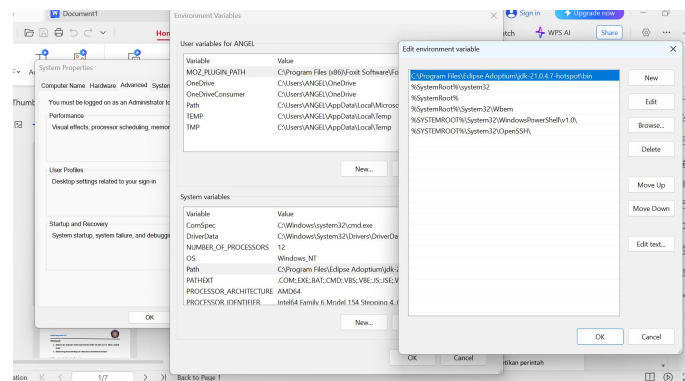 Document1
Sign in
Upgrade now
Hon
tch
WPS AI
Share
Thumb
System Properties
Computer Name Hardware Advanced System
You must be logged on as an Administrator to
Performance
Visual effects, processor scheduling, memor
User Profiles
Desktop settings related to your sign-in
Startup and Recovery
System startup, system failure, and debuggin
OK
Environment Variables
User variables for ANGEL
Variable Value
MOZ_PLUGIN_PATH C:\Program Files (x86)\Foxit Software\Fo
OneDrive C:\Users\ANGEL\OneDrive
OneDriveConsumer C:\Users\ANGEL\OneDrive
Path C:\Users\ANGEL\AppData\Local\Microsc
TEMP C:\Users\ANGEL\AppData\Local\Temp
TMP C:\Users\ANGEL\AppData\Local\Temp
New...
System variables
Variable Value
ComSpec C:\Windows\system32\cmd.exe
DriverData C:\Windows\System32\Drivers\DriverDa
NUMBER_OF_PROCESSORS 12
OS Windows_NT
Path C:\Program Files\Eclipse Adoptium\jdk-2
PATHEXT .COM;.EXE;.BAT;.CMD;.VBS;.VBE;.JS;.JSE;.W
PROCESSOR_ARCHITECTURE AMD64
PROCESSOR_IDENTIFIER Intel64 Family 6 Model 154 Stepping 4, G
New...
OK Cancel
Edit environment variable
C:\Program Files\Eclipse Adoptium\jdk-21.0.4.7-hotspot\bin
%SystemRoot%\system32
%SystemRoot%
%SystemRoot%\System32\Wbem
%SYSTEMROOT%\System32\WindowsPowerShell\v1.0\
%SYSTEMROOT%\System32\OpenSSH\
New
Edit
Browse...
Delete
Move Up
Move Down
Edit text...
OK Cancel
etikan perintah
ation
1/7
Back to Page 1